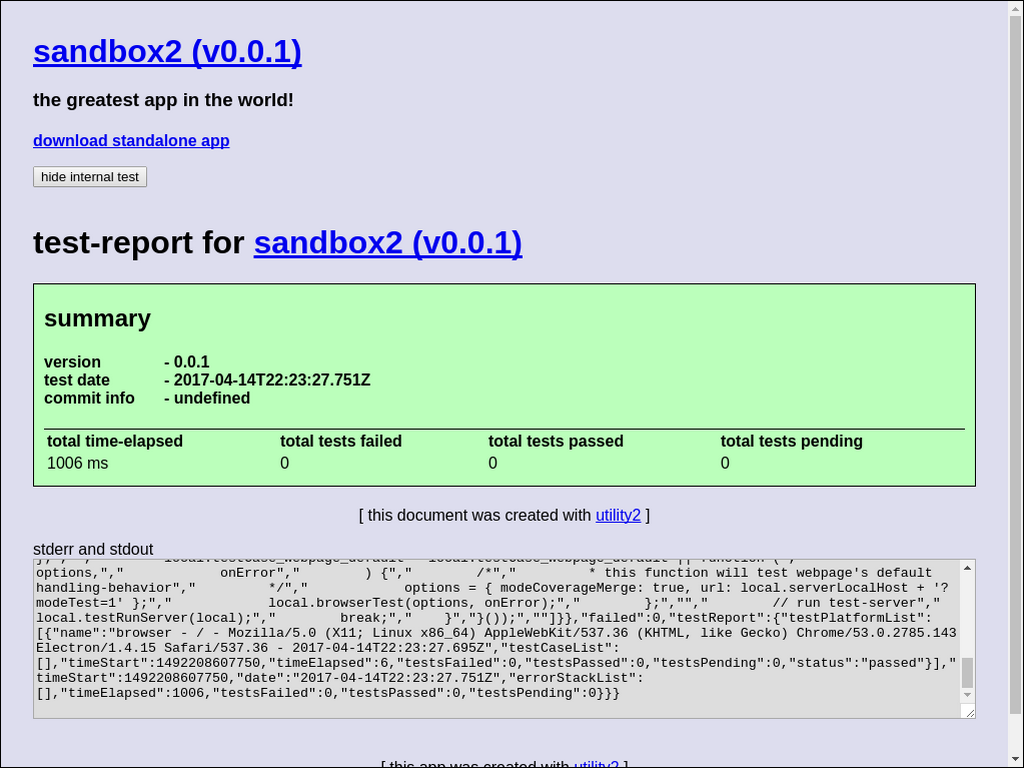 sandbox2 (v0.0.1)
the greatest app in the world!
download standalone app
hide internal test
test-report for sandbox2 (v0.0.1)
summary
version - 0.0.1
test date - 2017-04-14T22:23:27.751Z
commit info - undefined
total time-elapsed total tests failed total tests passed total tests pending
1006 ms 0 0 0
[ this document was created with utility2 ]
stderr and stdout
options,","            onError","        ) {","        /*","         * this function will test webpage's default
handling-behavior","         */","            options = { modeCoverageMerge: true, url: local.serverLocalHost + '?
modeTest=1' };","            local.browserTest(options, onError);","        };","","        // run test-server","
local.testRunServer(local);","        break;","    }","}());",""]}},"failed":0,"testReport":{"testPlatformList":
[{"name":"browser - / - Mozilla/5.0 (X11; Linux x86_64) AppleWebKit/537.36 (KHTML, like Gecko) Chrome/53.0.2785.143
Electron/1.4.15 Safari/537.36 - 2017-04-14T22:23:27.695Z","testCaseList":
[],"timeStart":1492208607750,"timeElapsed":6,"testsFailed":0,"testsPassed":0,"testsPending":0,"status":"passed"}],"
timeStart":1492208607750,"date":"2017-04-14T22:23:27.751Z","errorStackList":
[],"timeElapsed":1006,"testsFailed":0,"testsPassed":0,"testsPending":0}}}
[ this app was created with utility2 ]